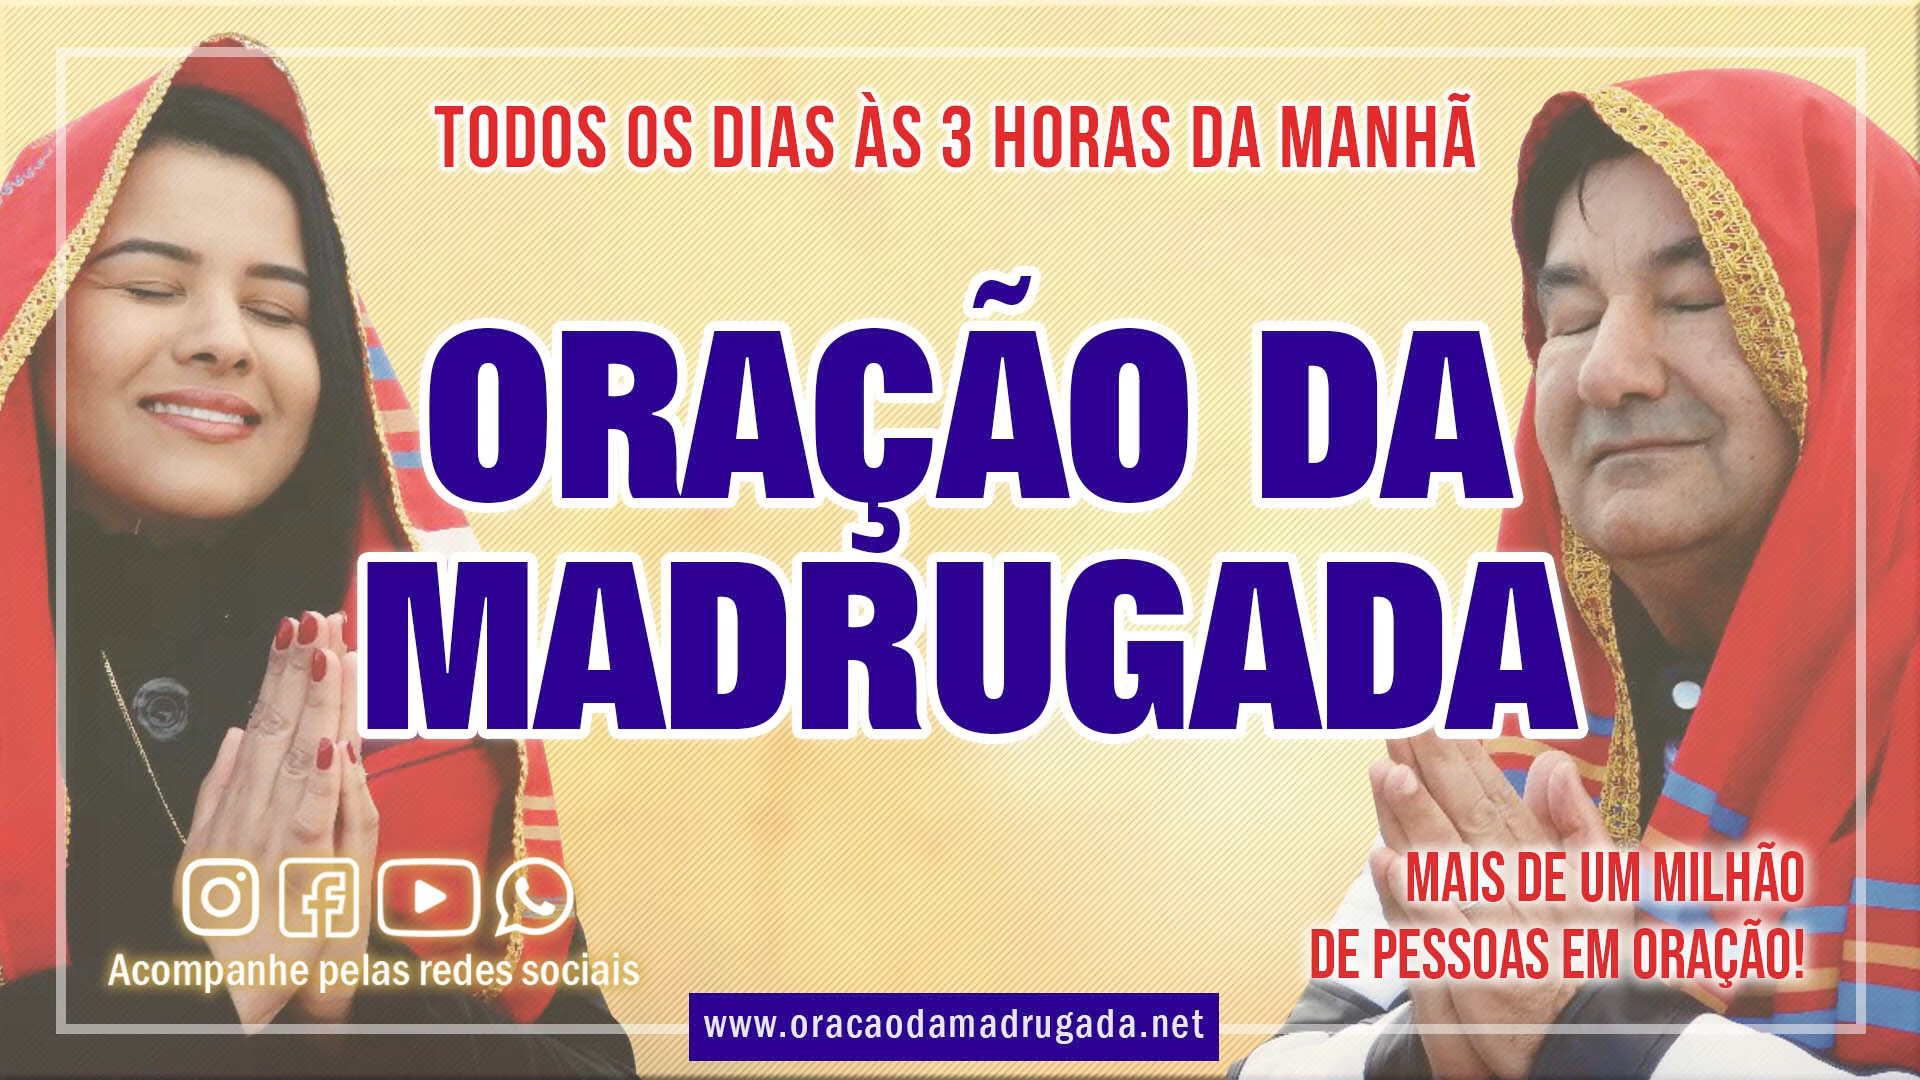 TODOS OS DIAS ÀS 3 HORAS DA MANHÃ
ORAÇÃO DA
MADRUGADA
Acompanhe pelas redes sociais
MAIS DE UM MILHÃO
DE PESSOAS EM ORAÇÃO!
www.oracaodamadrugada.net